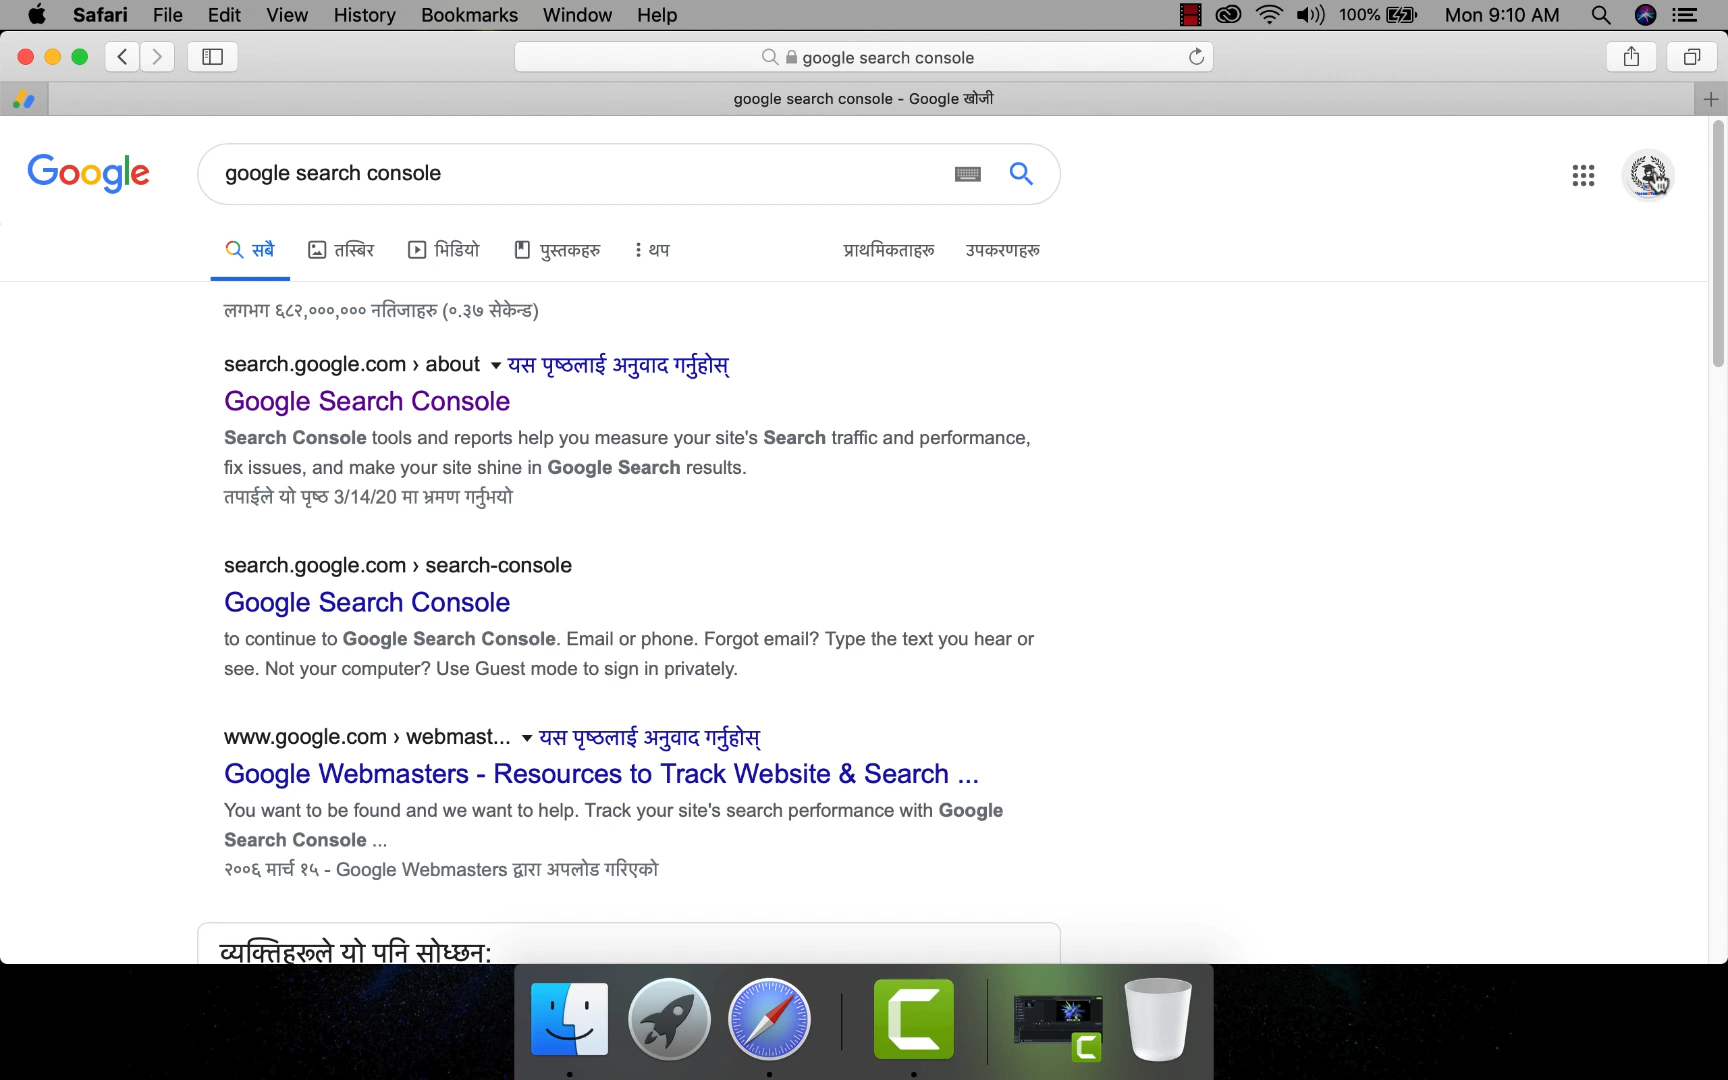 Safari File Edit View History Bookmarks Window Help 100% Mon 9:10 AM
google search console
google search console - Google खोजी
Google
google search console
सबै तस्बिर भिडियो पुस्तकहरु थप प्राथमिकताहरू उपकरणहरू
लगभग ६८२,०००,००० नतिजाहरु (०.३७ सेकेन्ड)
search.google.com › about यस पृष्ठलाई अनुवाद गर्नुहोस्
Google Search Console
Search Console tools and reports help you measure your site's Search traffic and performance,
fix issues, and make your site shine in Google Search results.
तपाईले यो पृष्ठ 3/14/20 मा भ्रमण गर्नुभयो
search.google.com › search-console
Google Search Console
to continue to Google Search Console. Email or phone. Forgot email? Type the text you hear or
see. Not your computer? Use Guest mode to sign in privately.
www.google.com › webmast... यस पृष्ठलाई अनुवाद गर्नुहोस्
Google Webmasters - Resources to Track Website & Search ...
You want to be found and we want to help. Track your site's search performance with Google
Search Console ...
२००६ मार्च १५ - Google Webmasters द्वारा अपलोड गरिएको
व्यक्तिहरूले यो पनि सोध्छन: